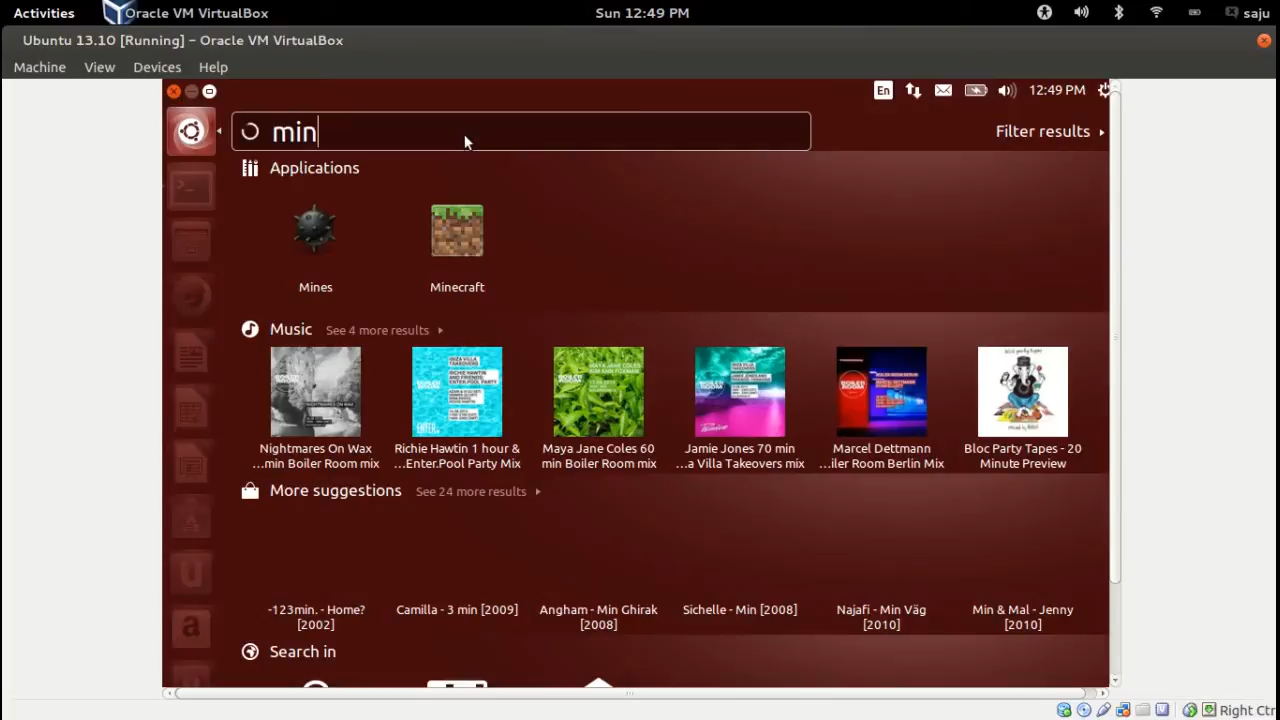 Activities
Oracle VM VirtualBox
Sun 12:49 PM
saju
Ubuntu 13.10 [Running] – Oracle VM VirtualBox
Machine View Devices Help
En
12:49 PM
min
Filter results
Applications
Mines
Minecraft
Music See 4 more results
Nightmares On Wax
...min Boiler Room mix
Richie Hawtin 1 hour &
...Enter.Pool Party Mix
Maya Jane Coles 60
min Boiler Room mix
Jamie Jones 70 min
...a Villa Takeovers mix
Marcel Dettmann
...iler Room Berlin Mix
Bloc Party Tapes - 20
Minute Preview
More suggestions See 24 more results
-123min. - Home?
[2002]
Camilla - 3 min [2009]
Angham - Min Ghirak
[2008]
Sichelle - Min [2008]
Najafi - Min Väg
[2010]
Min & Mal - Jenny
[2010]
Search in
Right Ctr